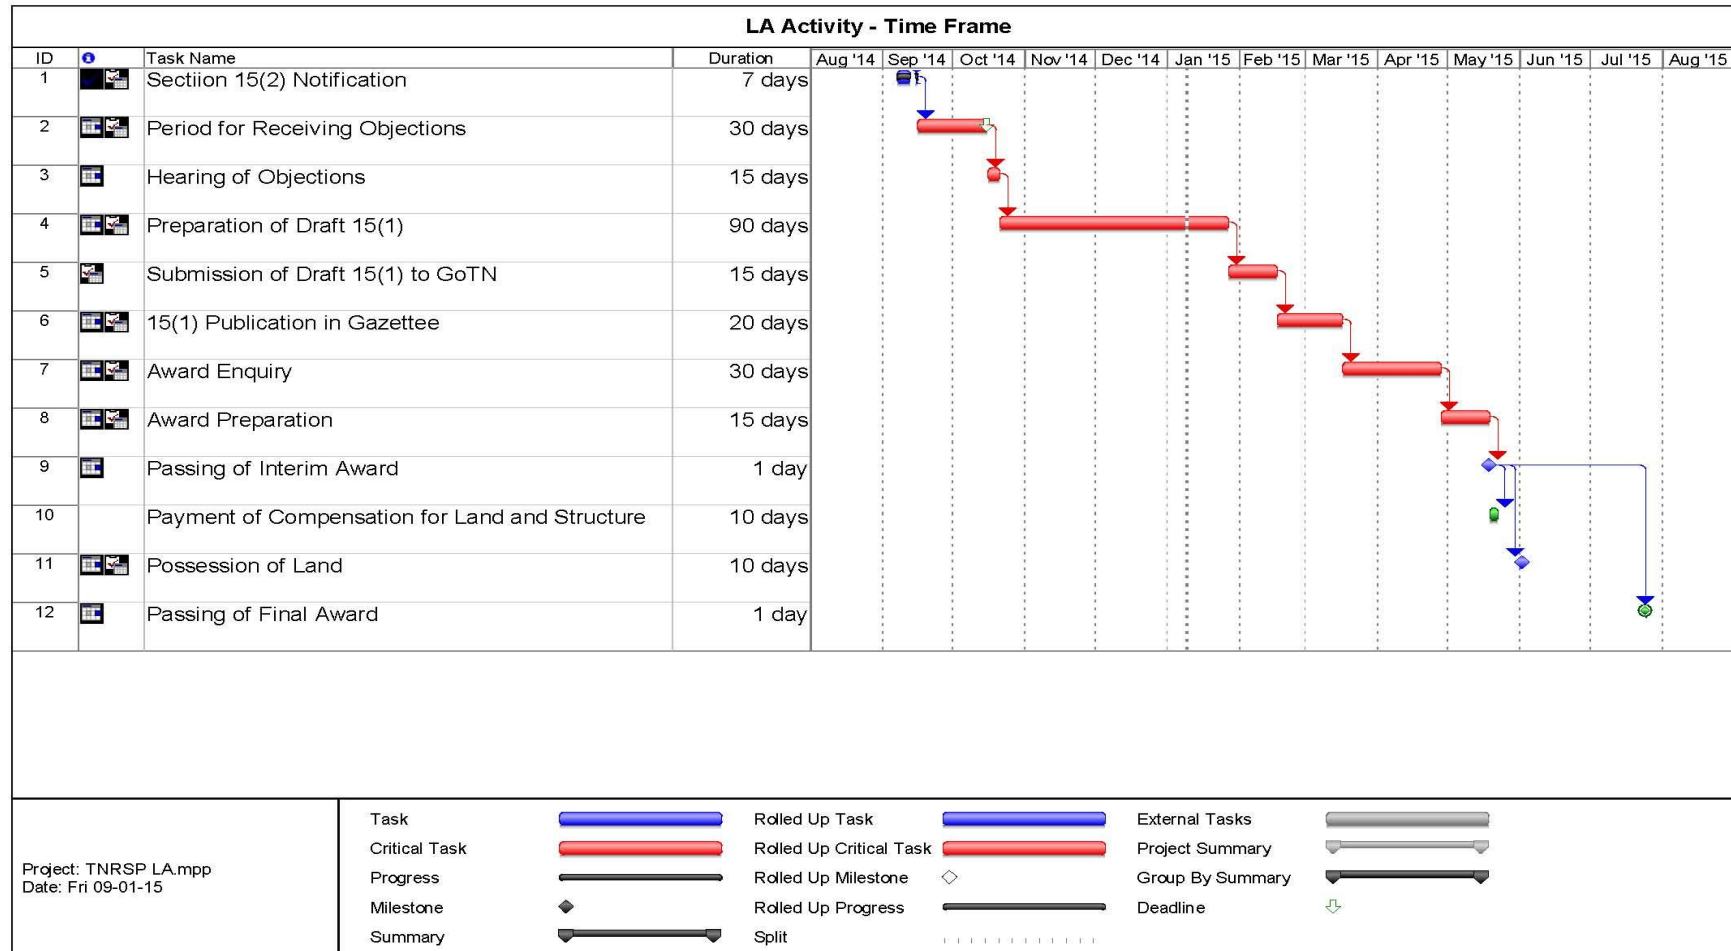 LA Activity - Time Frame
ID Task Name Duration Aug '14 Sep '14 Oct '14 Nov '14 Dec '14 Jan '15 Feb '15 Mar '15 Apr '15 May '15 Jun '15 Jul '15 Aug '15
1 Sectiion 15(2) Notification 7 days
2 Period for Receiving Objections 30 days
3 Hearing of Objections 15 days
4 Preparation of Draft 15(1) 90 days
5 Submission of Draft 15(1) to GoTN 15 days
6 15(1) Publication in Gazettee 20 days
7 Award Enquiry 30 days
8 Award Preparation 15 days
9 Passing of Interim Award 1 day
10 Payment of Compensation for Land and Structure 10 days
11 Possession of Land 10 days
12 Passing of Final Award 1 day
Project: TNRSP LA.mpp
Date: Fri 09-01-15
Task Rolled Up Task External Tasks
Critical Task Rolled Up Critical Task Project Summary
Progress Rolled Up Milestone Group By Summary
Milestone Rolled Up Progress Deadline
Summary Split